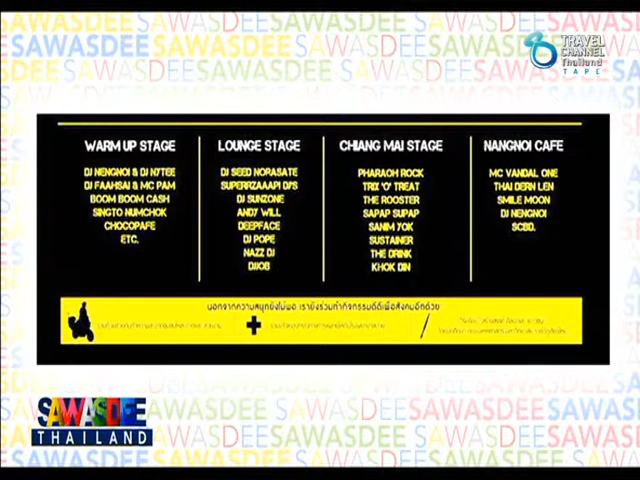 TRAVEL
CHANNEL
Thailand
TAPE
WARM UP STAGE
DJ NENGNOI & DJ NYTEE
DJ FAAHSAI & MC PAM
BOOM BOOM CASH
SINGTO NUMCHOK
CHOCOPAFE
ETC.
LOUNGE STAGE
DJ SEED NORASATE
SUPERRZAAAPI DJ'S
DJ SUNZONE
ANDY WILL
DEEPFACE
DJ POPE
NAZZ DJ
DJJOB
CHIANG MAI STAGE
PHARAOH ROCK
TRIX 'O' TREAT
THE ROOSTER
SAPAP SUPAP
SANIM YOK
SUSTAINER
THE DRINK
KHOK DIN
NANGNOI CAFE
MC VANDAL ONE
THAI DERN LEN
SMILE MOON
DJ NENGNOI
SCBD.
นอกจากความสนุกยังไม่พอ เรายังร่วมทำกิจกรรมดีดีเพื่อสังคมอีกด้วย
SAWASDEE
THAILAND